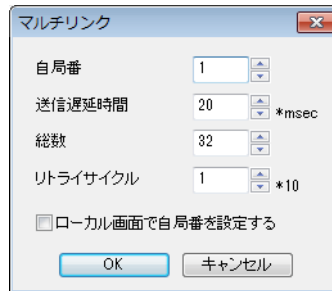 マルチリンク
自局番 1
送信遅延時間 20 *msec
総数 32
リトライサイクル 1 *10
ローカル画面で自局番を設定する
OK キャンセル